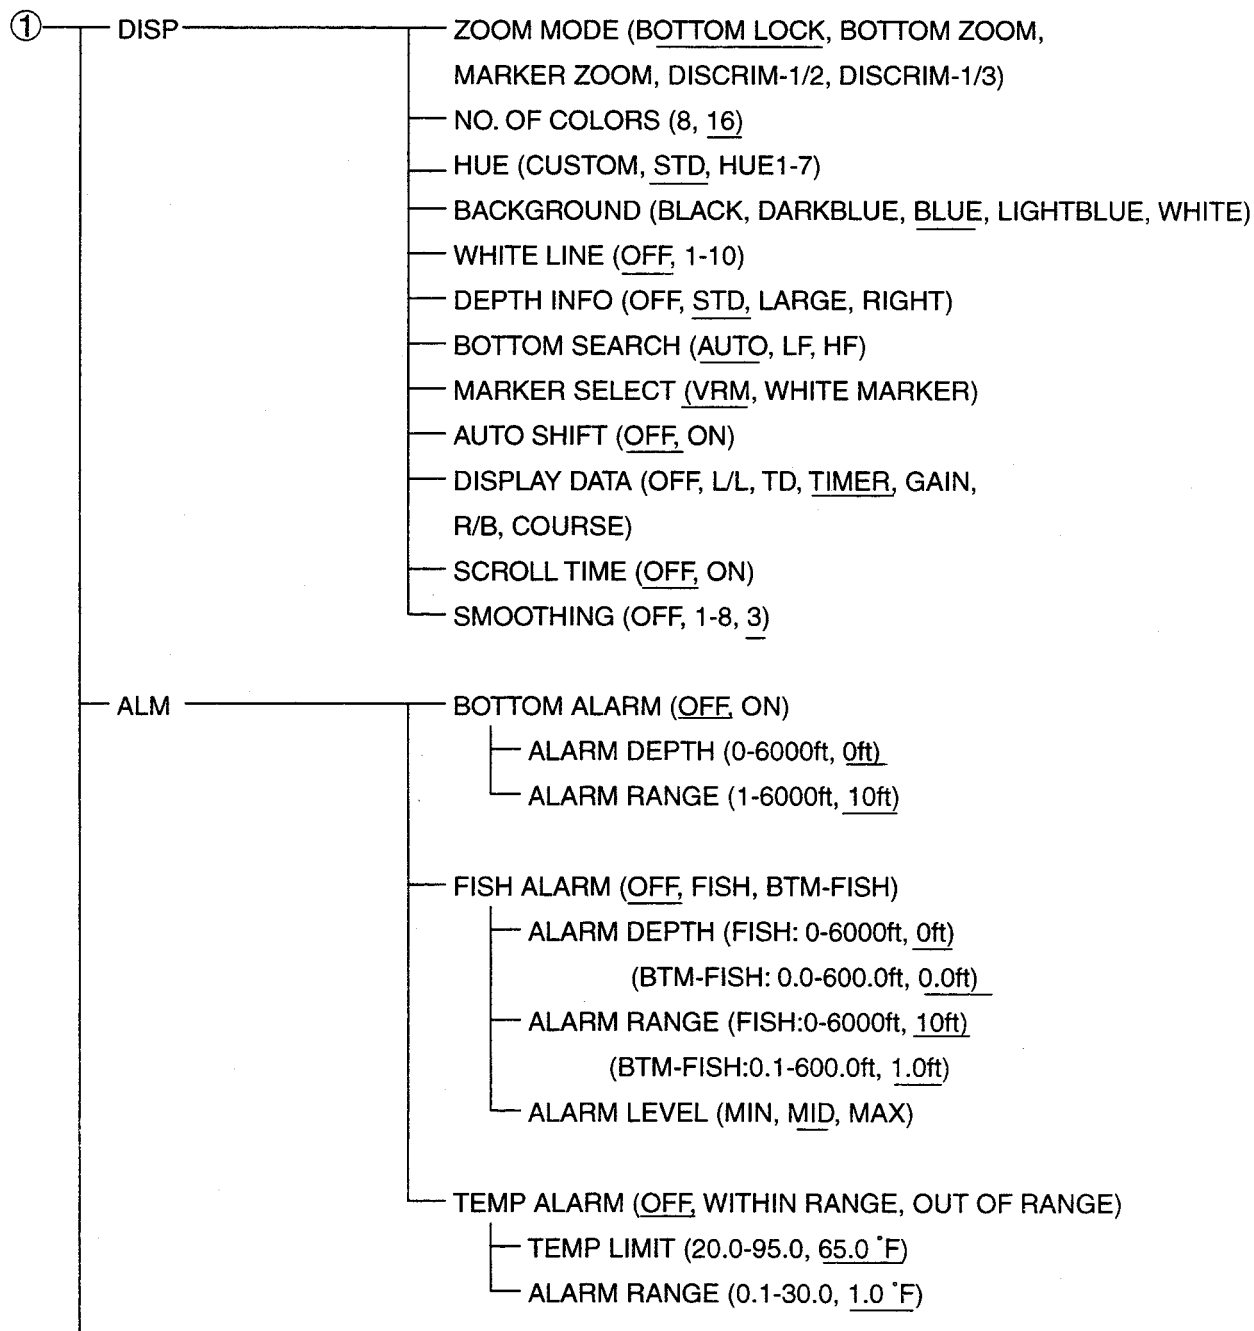 ① DISP ZOOM MODE (BOTTOM LOCK, BOTTOM ZOOM,
MARKER ZOOM, DISCRIM-1/2, DISCRIM-1/3)
NO. OF COLORS (8, 16)
HUE (CUSTOM, STD, HUE1-7)
BACKGROUND (BLACK, DARKBLUE, BLUE, LIGHTBLUE, WHITE)
WHITE LINE (OFF, 1-10)
DEPTH INFO (OFF, STD, LARGE, RIGHT)
BOTTOM SEARCH (AUTO, LF, HF)
MARKER SELECT (VRM, WHITE MARKER)
AUTO SHIFT (OFF, ON)
DISPLAY DATA (OFF, L/L, TD, TIMER, GAIN,
R/B, COURSE)
SCROLL TIME (OFF, ON)
SMOOTHING (OFF, 1-8, 3)
ALM BOTTOM ALARM (OFF, ON)
ALARM DEPTH (0-6000ft, 0ft)
ALARM RANGE (1-6000ft, 10ft)
FISH ALARM (OFF, FISH, BTM-FISH)
ALARM DEPTH (FISH: 0-6000ft, 0ft)
(BTM-FISH: 0.0-600.0ft, 0.0ft)
ALARM RANGE (FISH:0-6000ft, 10ft)
(BTM-FISH:0.1-600.0ft, 1.0ft)
ALARM LEVEL (MIN, MID, MAX)
TEMP ALARM (OFF, WITHIN RANGE, OUT OF RANGE)
TEMP LIMIT (20.0-95.0, 65.0 °F)
ALARM RANGE (0.1-30.0, 1.0 °F)